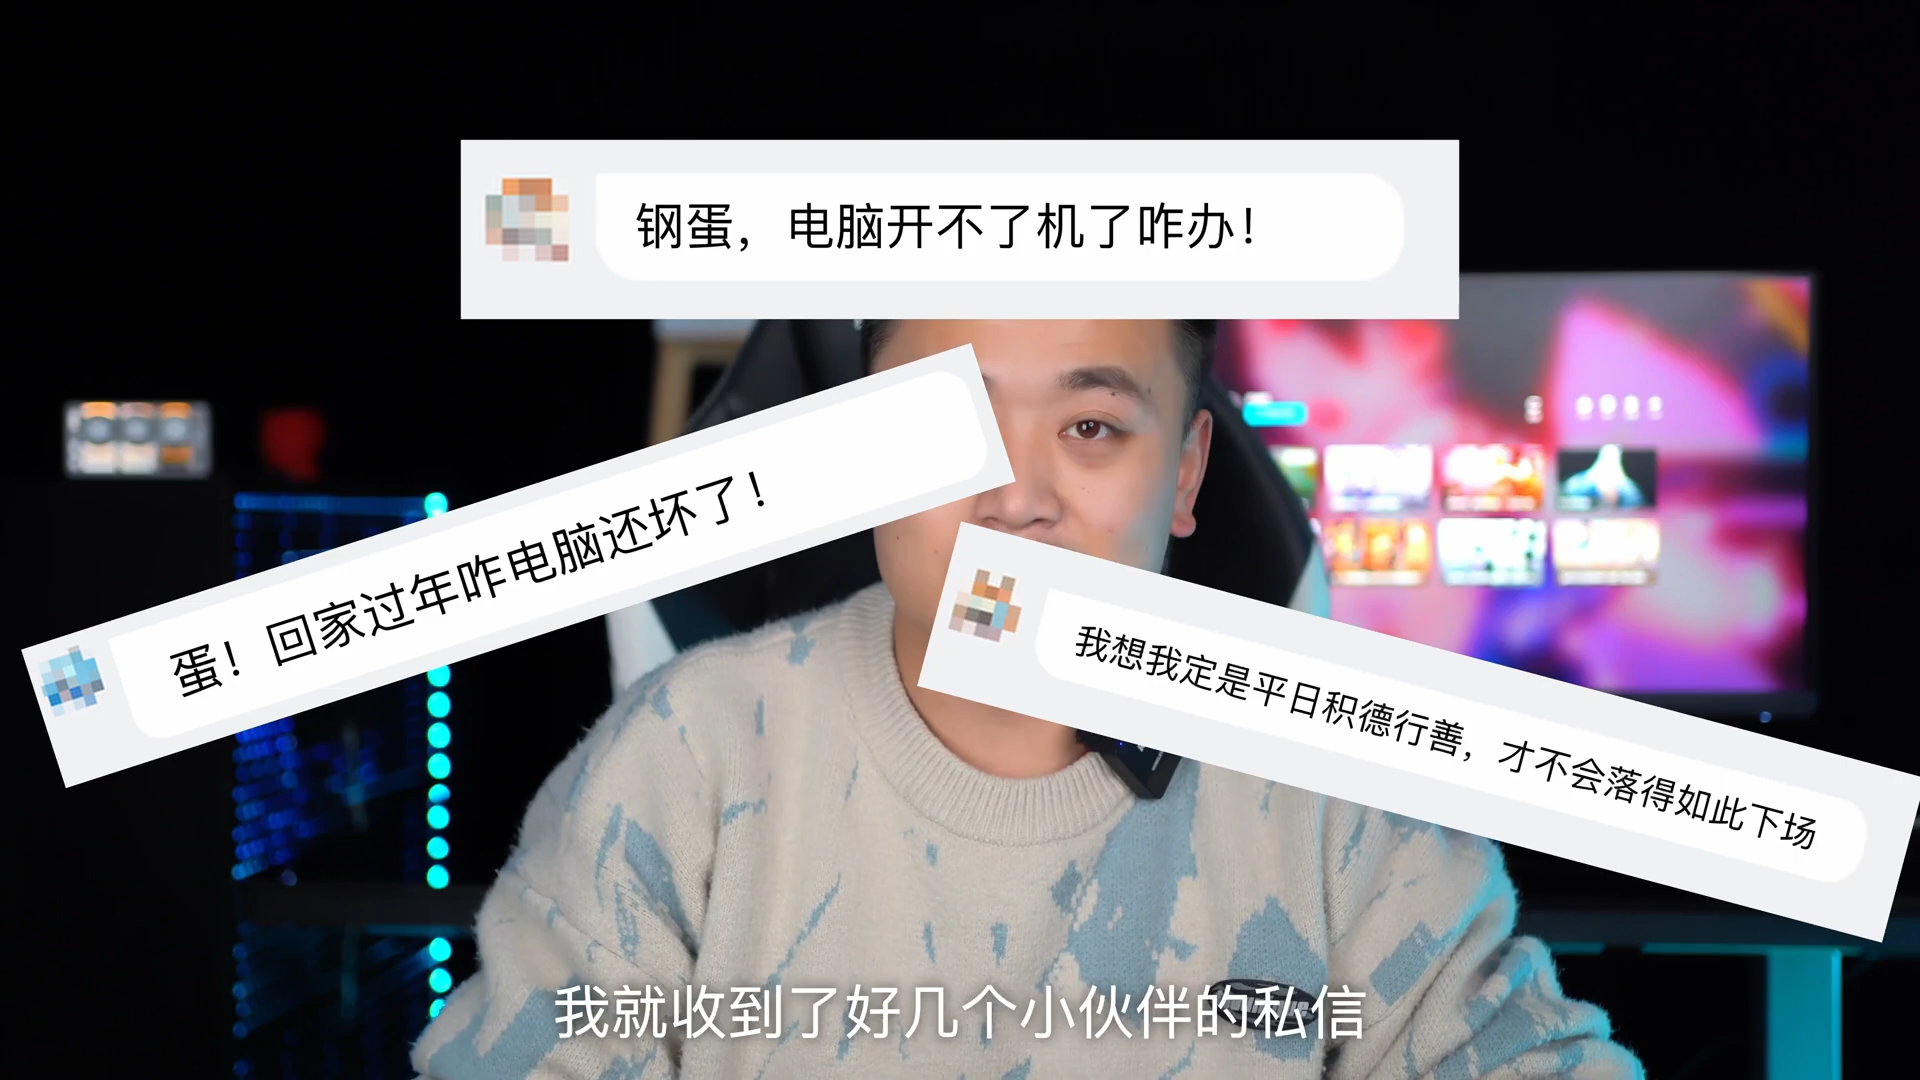 钢蛋，电脑开不了机了咋办！
蛋！回家过年咋电脑还坏了！
我想我定是平日积德行善，才不会落得如此下场
我就收到了好几个小伙伴的私信